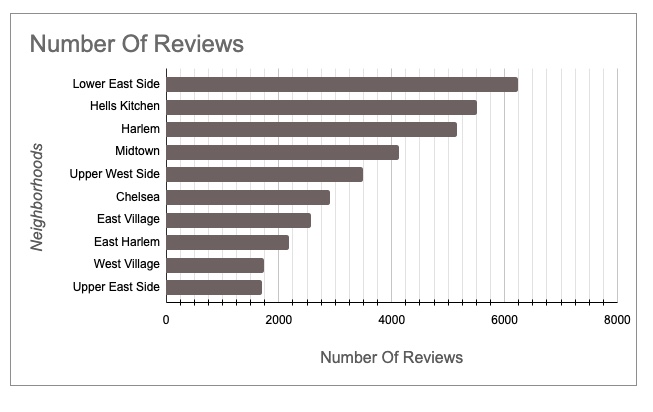 Number Of Reviews
Neighborhoods
Lower East Side
Hells Kitchen
Harlem
Midtown
Upper West Side
Chelsea
East Village
East Harlem
West Village
Upper East Side
0 2000 4000 6000 8000
Number Of Reviews